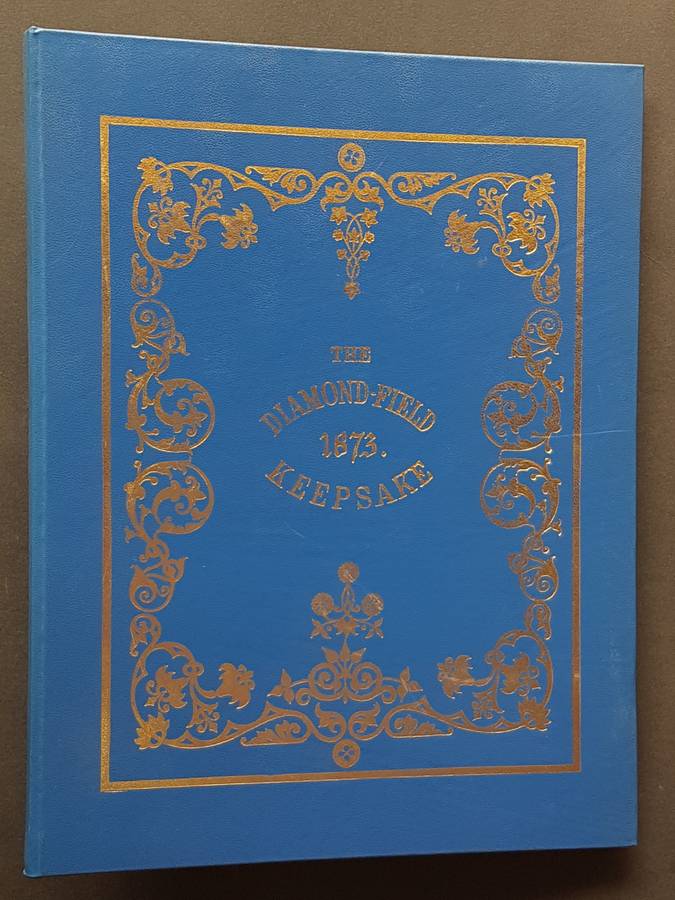 THE
DIAMOND-FIELD
1873.
KEEPSAKE